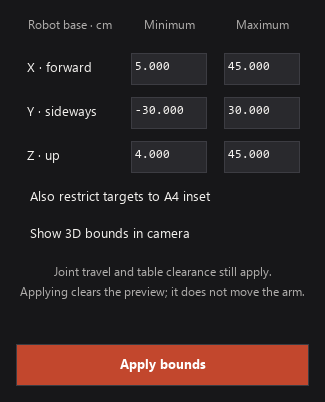 Robot base · cm Minimum Maximum
X · forward 5.000 45.000
Y · sideways -30.000 30.000
Z · up 4.000 45.000
Also restrict targets to A4 inset
Show 3D bounds in camera
Joint travel and table clearance still apply.
Applying clears the preview; it does not move the arm.
Apply bounds